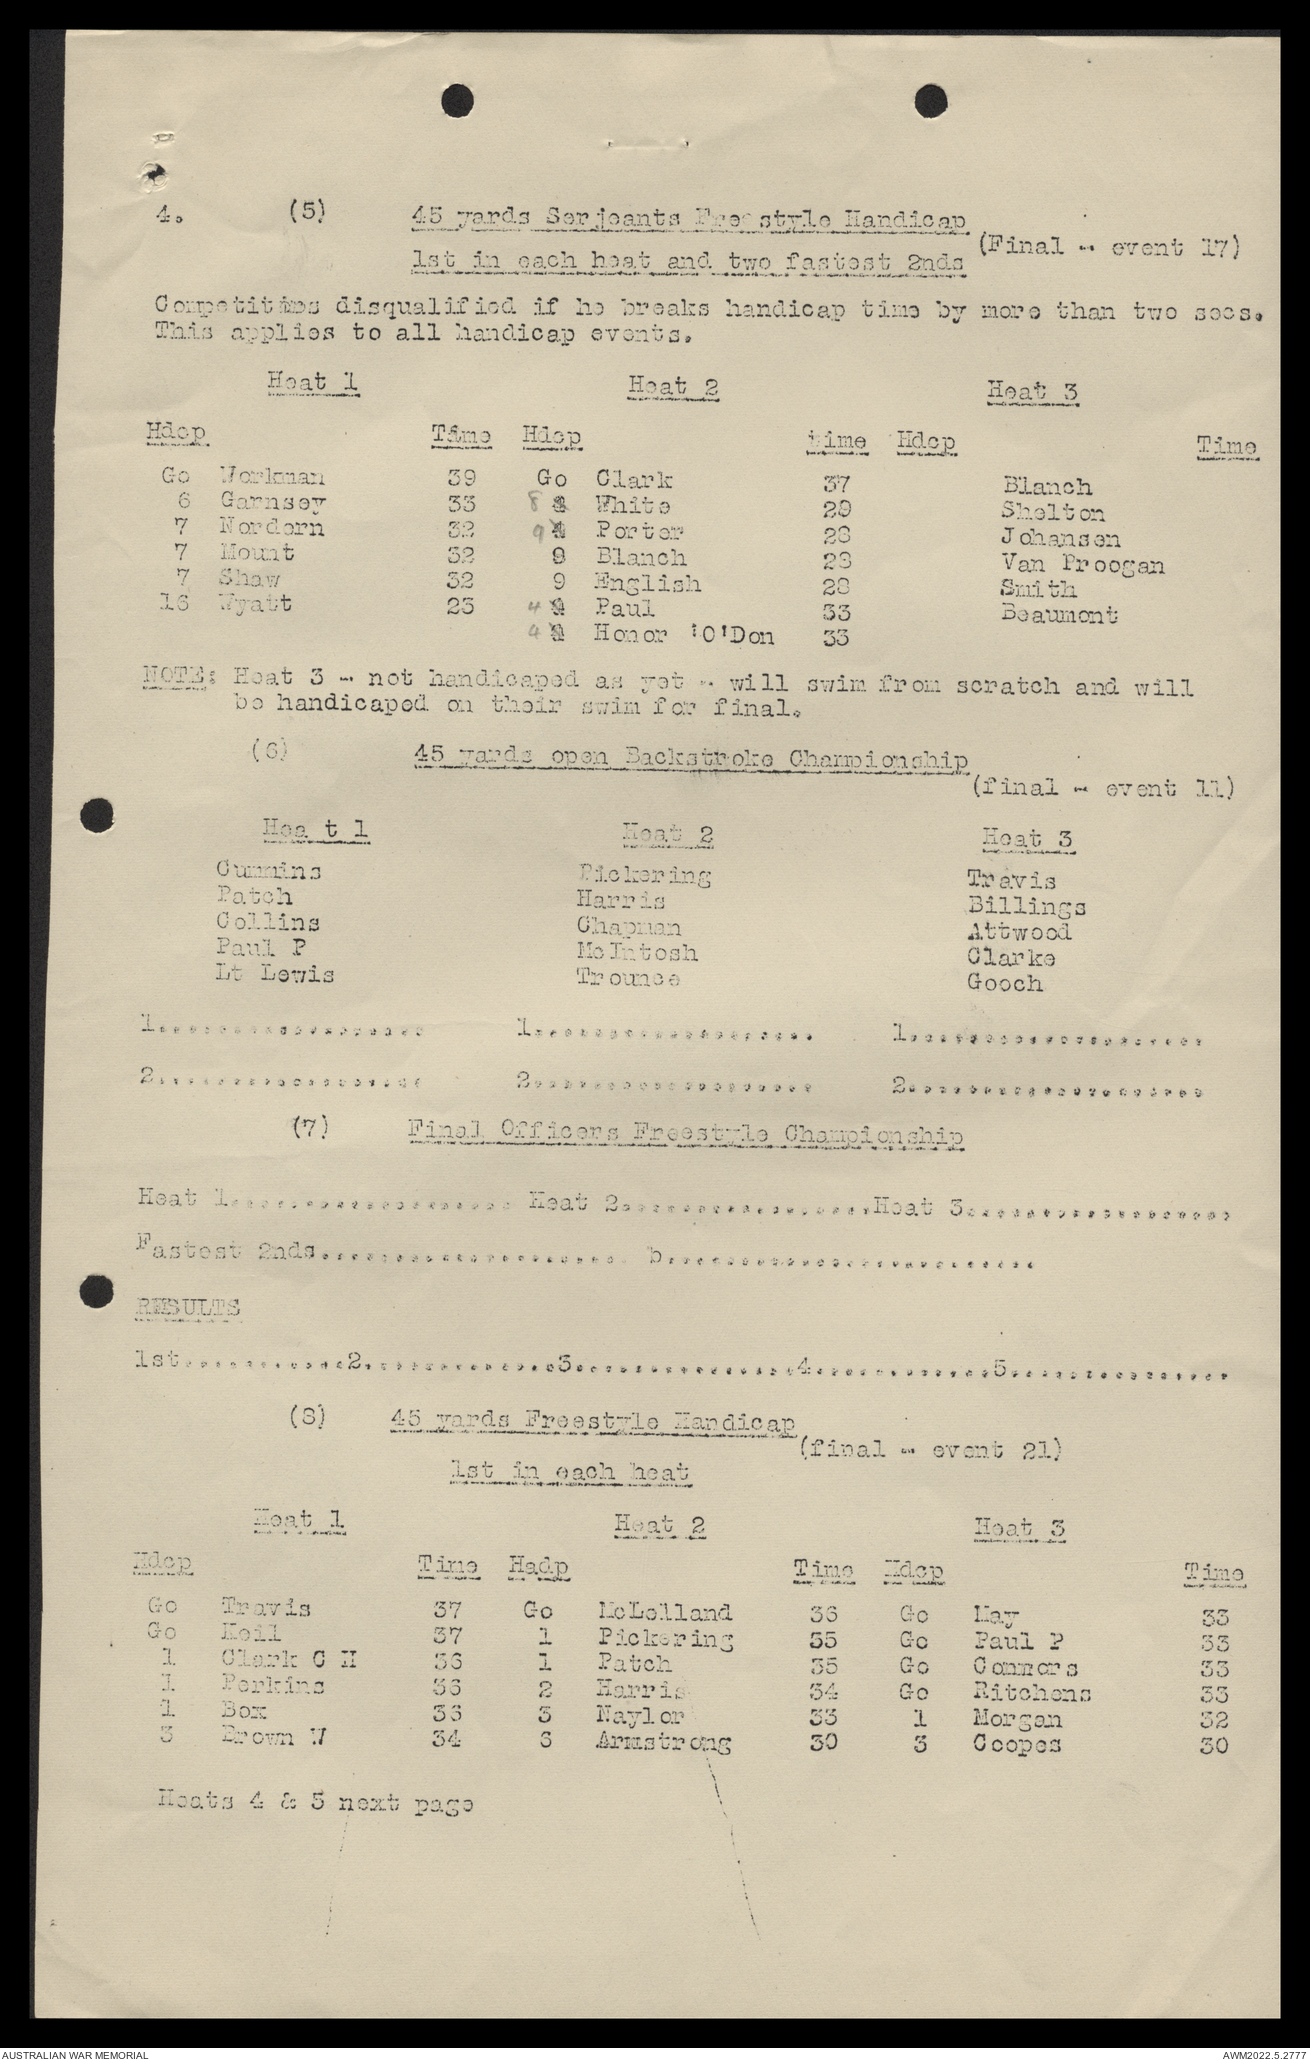 4.  (5)  45 yards Serjeants Freestyle Handicap
1st in each heat and two fastest 2nds (Final - event 17)
Competitims disqualified if he breaks handicap time by more than two secs.
This applies to all handicap events.
Heat 1  Heat 2  Heat 3
Hdcp  Time  Hdcp  time  Hdcp  Time
Go Workman 39  Go Clark 37  Blanch
6 Garnsey 33  8 White 29  Shelton
7 Nordern 32  9 Porter 28  Johansen
7 Mount 32  9 Blanch 28  Van Proogan
7 Shaw 32  9 English 28  Smith
16 Wyatt 23  4 Paul 33  Beaumont
4 Honor 'O'Don 33
NOTE: Heat 3 - not handicaped as yet - will swim from scratch and will
be handicaped on their swim for final.
(6)  45 yards open Backstroke Championship
(final - event 11)
Hea t 1  Heat 2  Heat 3
Cummins  Pickering  Travis
Patch  Harris  Billings
Collins  Chapman  Attwood
Paul P  McIntosh  Clarke
Lt Lewis  Trounce  Gooch
1...................  1...................  1....................
2...................  2...................  2....................
(7)  Final Officers Freestyle Championship
Heat 1................... Heat 2.................Heat 3..................
Fastest 2nds.................... b.........................
RESULTS
1st...........2.............3...............4............5...............
(8)  45 yards Freestyle Handicap
(final - event 21)
1st in each heat
Heat 1  Heat 2  Heat 3
Hdcp  Time  Hadp  Time  Hdcp  Time
Go Travis 37  Go McLelland 36  Go May 33
Go Neil 37  1 Pickering 35  Go Paul P 33
1 Clark C H 36  1 Patch 35  Go Connors 33
1 Perkins 36  2 Harris 34  Go Ritchens 33
1 Box 36  3 Naylor 33  1 Morgan 32
3 Brown W 34  6 Armstrong 30  3 Coopes 30
Heats 4 & 5 next page
AUSTRALIAN WAR MEMORIAL  AWM2022.5.2777